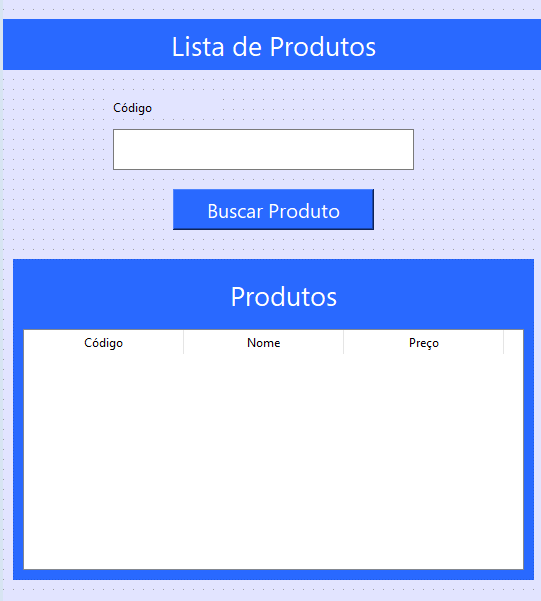 Lista de Produtos
Código
Buscar Produto
Produtos
Código Nome Preço